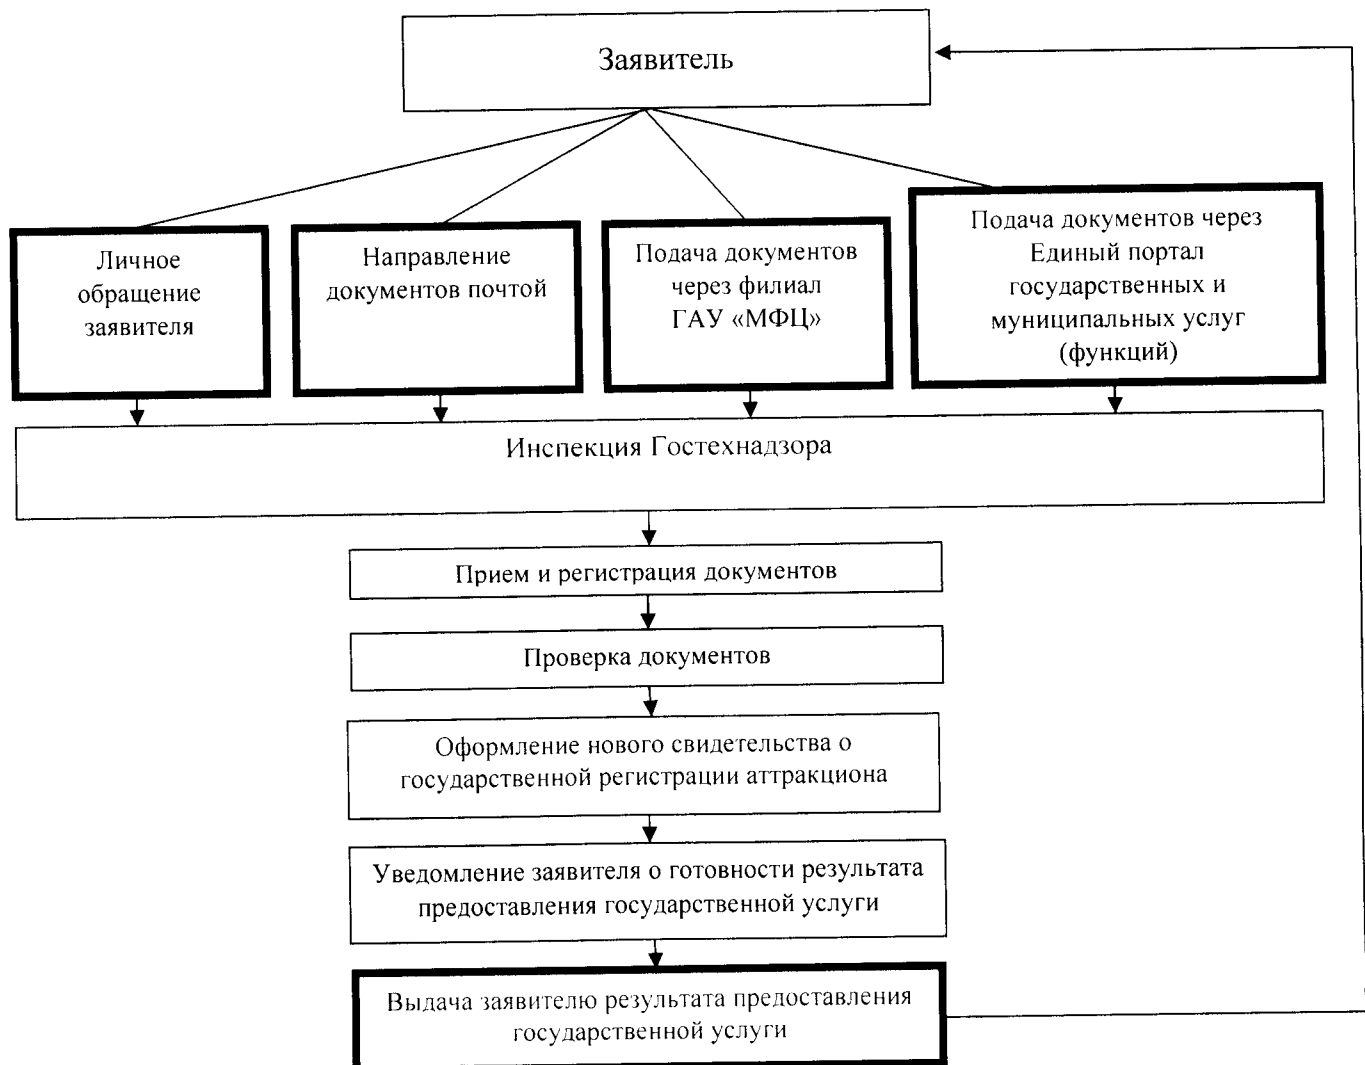 Заявитель
Личное
обращение
заявителя
Направление
документов почтой
Подача документов
через филиал
ГАУ «МФЦ»
Подача документов через
Единый портал
государственных и
муниципальных услуг
(функций)
Инспекция Гостехнадзора
Прием и регистрация документов
Проверка документов
Оформление нового свидетельства о
государственной регистрации аттракциона
Уведомление заявителя о готовности результата
предоставления государственной услуги
Выдача заявителю результата предоставления
государственной услуги